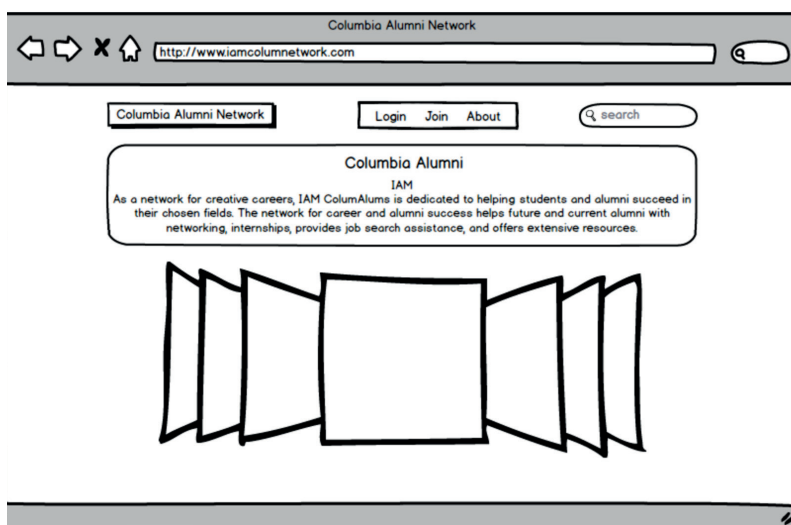 Columbia Alumni Network
http://www.iamcolumnetwork.com
Columbia Alumni Network
Login Join About
search
Columbia Alumni
IAM
As a network for creative careers, IAM ColumAlums is dedicated to helping students and alumni succeed in
their chosen fields. The network for career and alumni success helps future and current alumni with
networking, internships, provides job search assistance, and offers extensive resources.